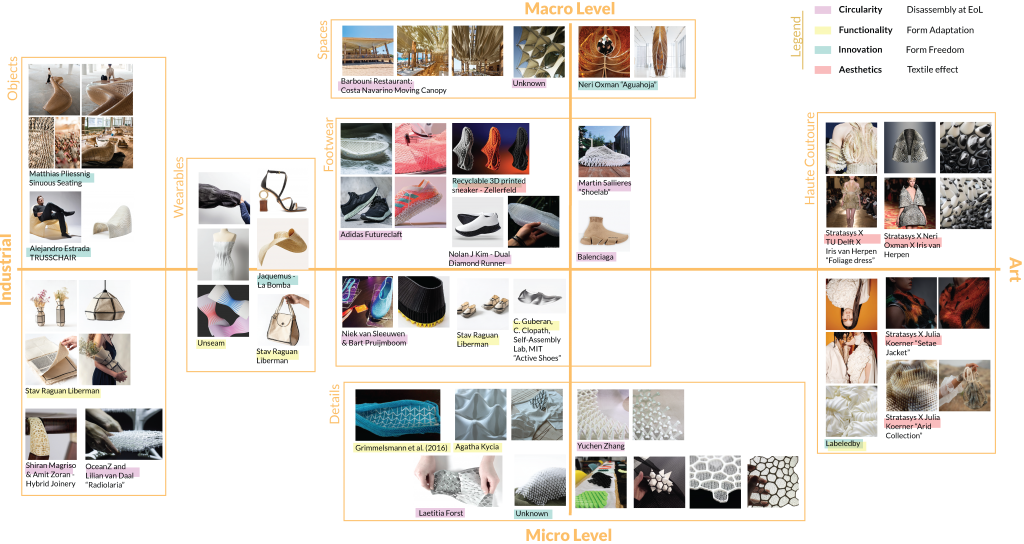 Macro Level
Legend
Circularity Disassembly at EoL
Functionality Form Adaptation
Innovation Form Freedom
Aesthetics Textile effect
Spaces
Barbouni Restaurant:
Costa Navarino Moving Canopy
Unknown
Neri Oxman "Aguahoja"
Objects
Matthias Pliessnig
Sinuous Seating
Alejandro Estrada
TRUSSCHAIR
Stav Raguan Liberman
Shiran Magriso
& Amit Zoran -
Hybrid Joinery
OceanZ and
Lilian van Daal
"Radiolaria"
Wearables
Jaquemus -
La Bomba
Unseam
Stav Raguan
Liberman
Footwear
Adidas Futurecraft
Recyclable 3D printed
sneaker - Zellerfeld
Nolan J Kim - Dual
Diamond Runner
Martin Sallieres
"Shoelab"
Balenciaga
Niek van Sleeuwen
& Bart Pruijmboom
Stav Raguan
Liberman
C. Guberan,
C. Clopath,
Self-Assembly
Lab, MIT
"Active Shoes"
Haute Coutoure
Stratasys X
TU Delft X
Iris van Herpen
"Foliage dress"
Stratasys X Neri
Oxman X Iris van
Herpen
Labeledby
Stratasys X Julia
Koerner "Setae
Jacket"
Stratasys X Julia
Koerner "Arid
Collection"
Industrial
Art
Details
Grimmelsmann et al. (2016)
Agatha Kycia
Yuchen Zhang
Laetitia Forst
Unknown
Micro Level